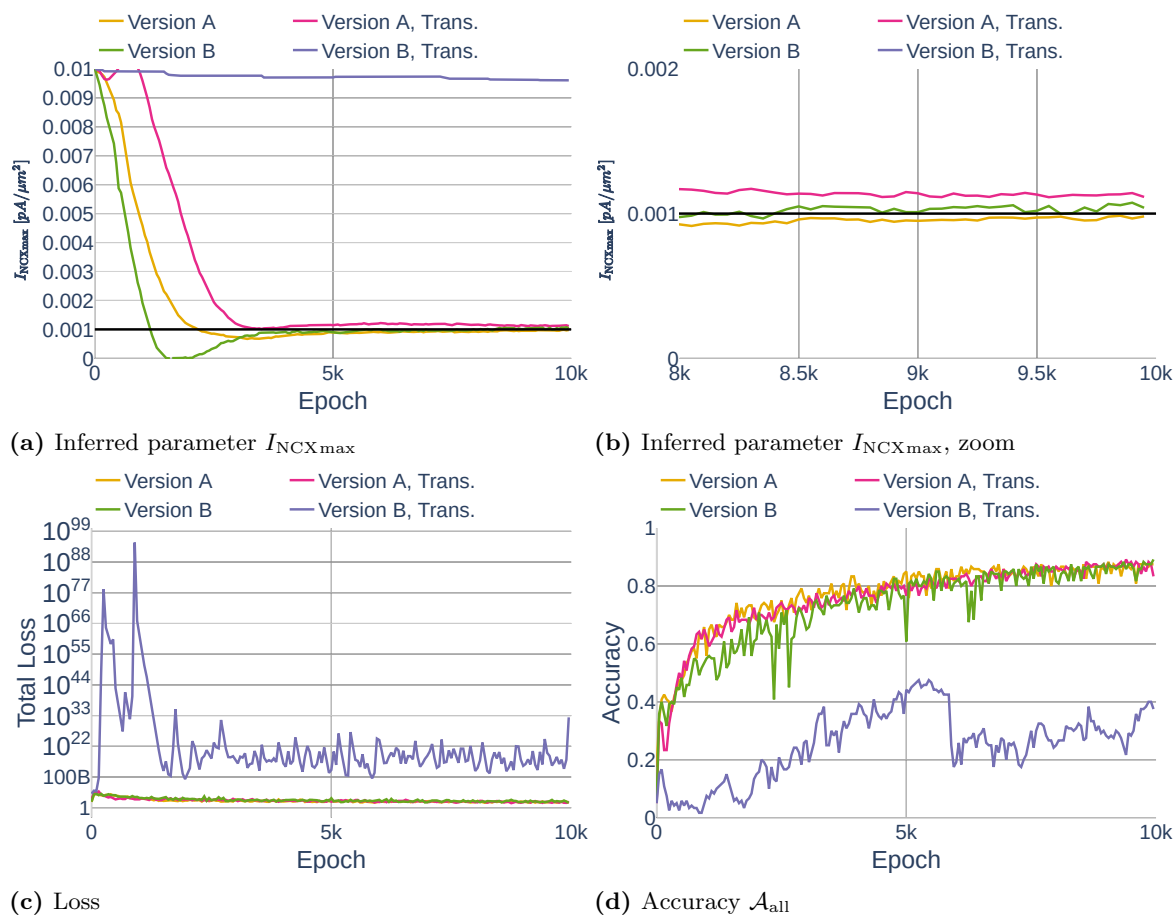 Version A Version A, Trans.
Version B Version B, Trans.
0.01
0.009
0.008
0.007
0.006
0.005
0.004
0.003
0.002
0.001
0
I_NCXmax [pA/μm²]
0 5k 10k
Epoch
(a) Inferred parameter I_NCXmax
Version A Version A, Trans.
Version B Version B, Trans.
0.002
0.001
0
I_NCXmax [pA/μm²]
8k 8.5k 9k 9.5k 10k
Epoch
(b) Inferred parameter I_NCXmax, zoom
Version A Version A, Trans.
Version B Version B, Trans.
10^99
10^88
10^77
10^66
10^55
10^44
10^33
10^22
100B
1
Total Loss
0 5k 10k
Epoch
(c) Loss
Version A Version A, Trans.
Version B Version B, Trans.
1
0.8
0.6
0.4
0.2
0
Accuracy
0 5k 10k
Epoch
(d) Accuracy 𝒜_all